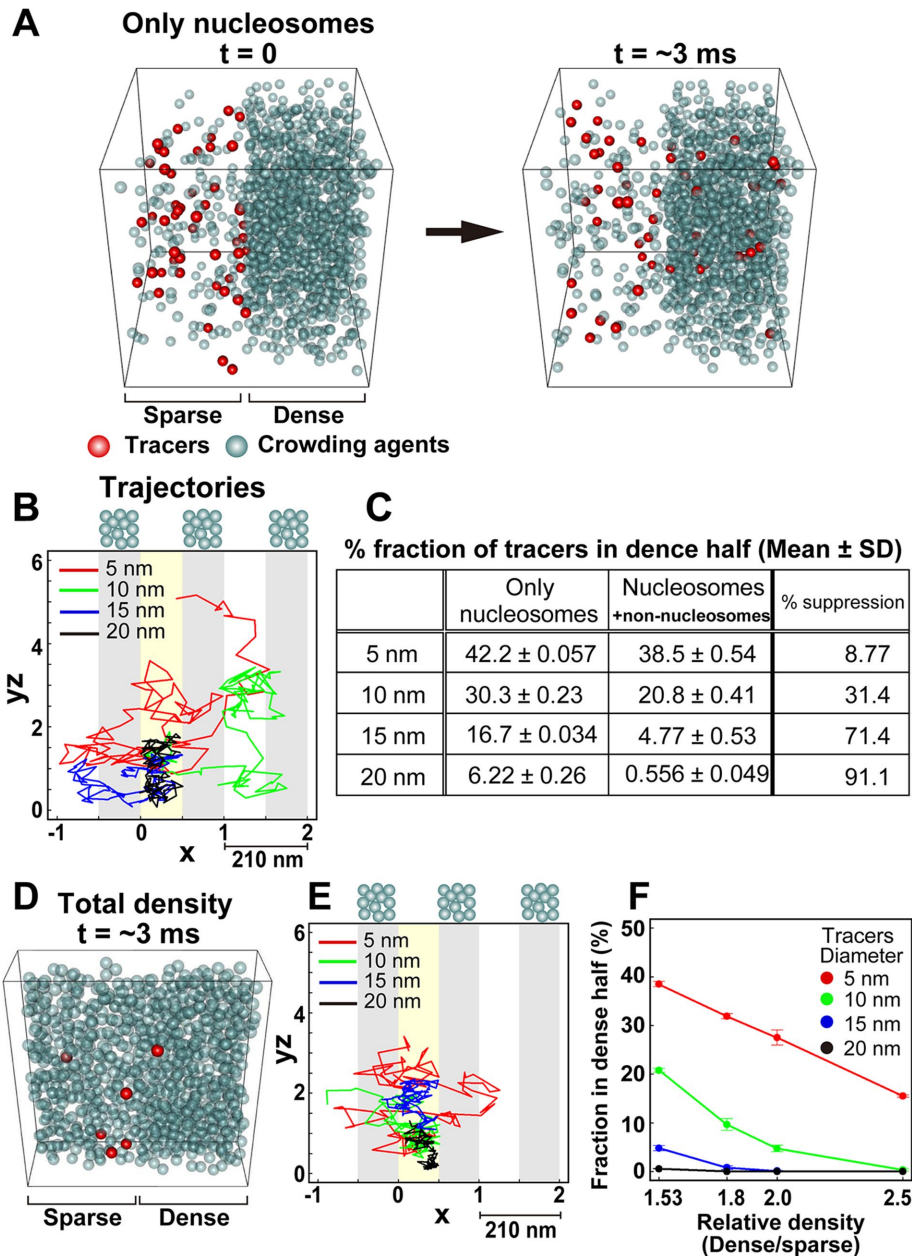 A
Only nucleosomes
t = 0
t = ~3 ms
Sparse
Dense
Tracers
Crowding agents
B
Trajectories
6
4
2
0
yz
5 nm
10 nm
15 nm
20 nm
-1
0
1
2
x
210 nm
C
% fraction of tracers in dence half (Mean ± SD)
Only nucleosomes
Nucleosomes +non-nucleosomes
% suppression
5 nm 42.2 ± 0.057 38.5 ± 0.54 8.77
10 nm 30.3 ± 0.23 20.8 ± 0.41 31.4
15 nm 16.7 ± 0.034 4.77 ± 0.53 71.4
20 nm 6.22 ± 0.26 0.556 ± 0.049 91.1
D
Total density
t = ~3 ms
Sparse
Dense
E
6
4
2
0
yz
5 nm
10 nm
15 nm
20 nm
-1
0
1
2
x
210 nm
F
Fraction in dense half (%)
50
40
30
20
10
0
Tracers
Diameter
5 nm
10 nm
15 nm
20 nm
1.53
1.8
2.0
2.5
Relative density
(Dense/sparse)